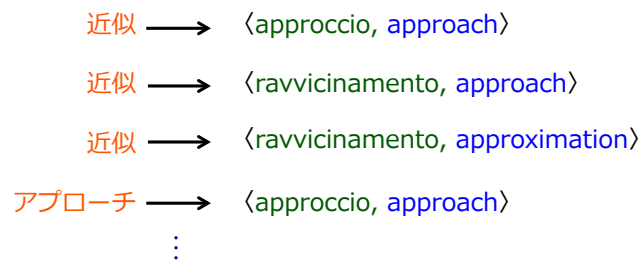 近似 → 〈approccio, approach〉
近似 → 〈ravvicinamento, approach〉
近似 → 〈ravvicinamento, approximation〉
アプローチ → 〈approccio, approach〉
⋮